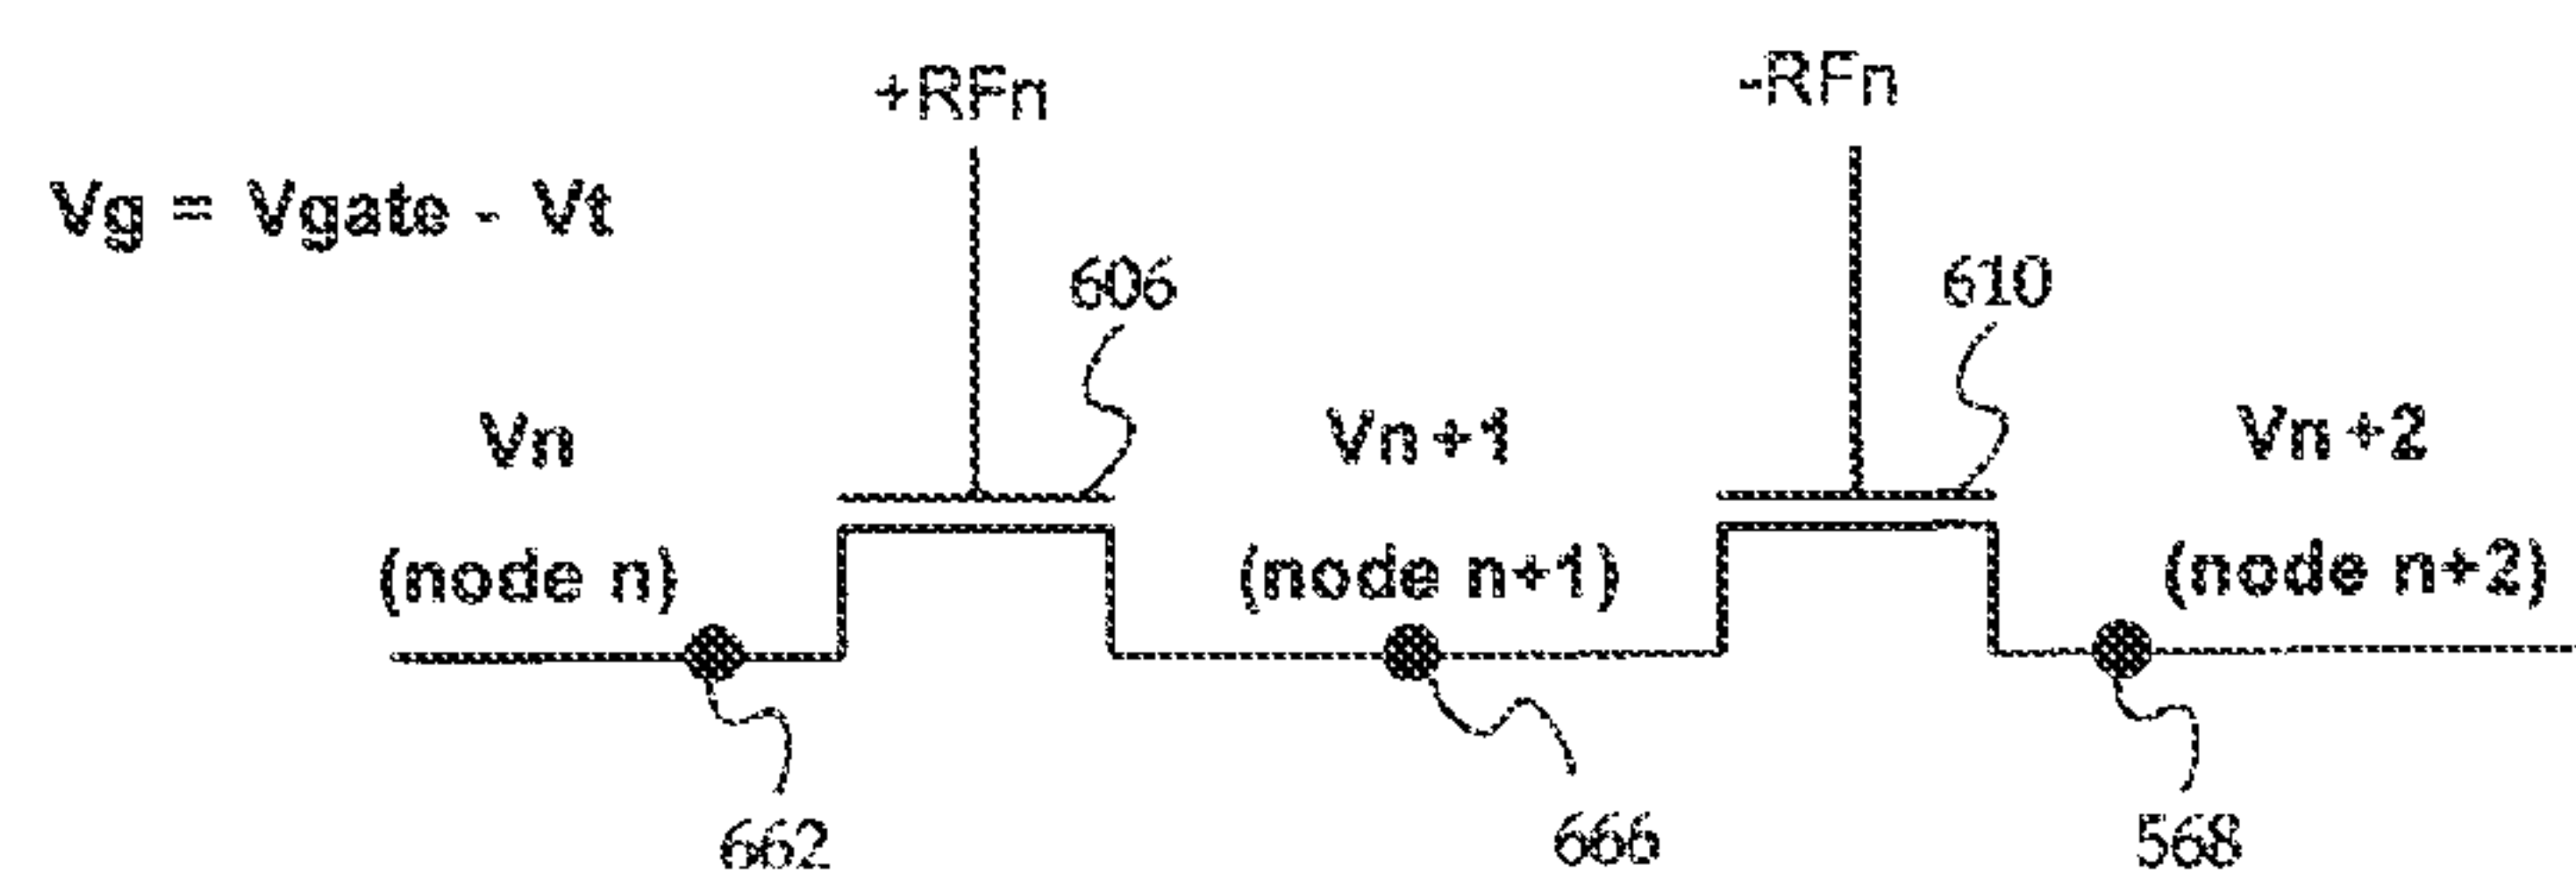 +RFn -RFn
Vg = Vgate - Vt
606 610
Vn Vn+1 Vn+2
(node n) (node n+1) (node n+2)
662 666 568